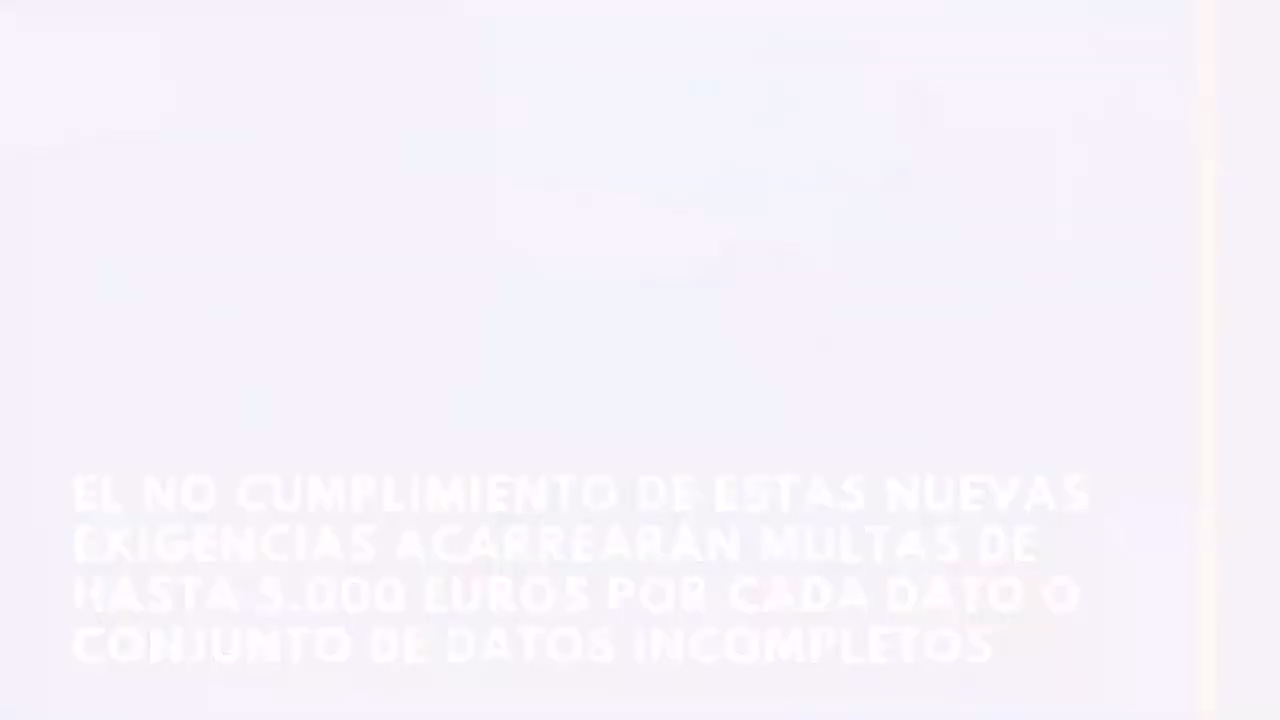 EL NO CUMPLIMIENTO DE ESTAS NUEVAS
EXIGENCIAS ACARREARÁN MULTAS DE
HASTA 5.000 EUROS POR CADA DATO O
CONJUNTO DE DATOS INCOMPLETOS